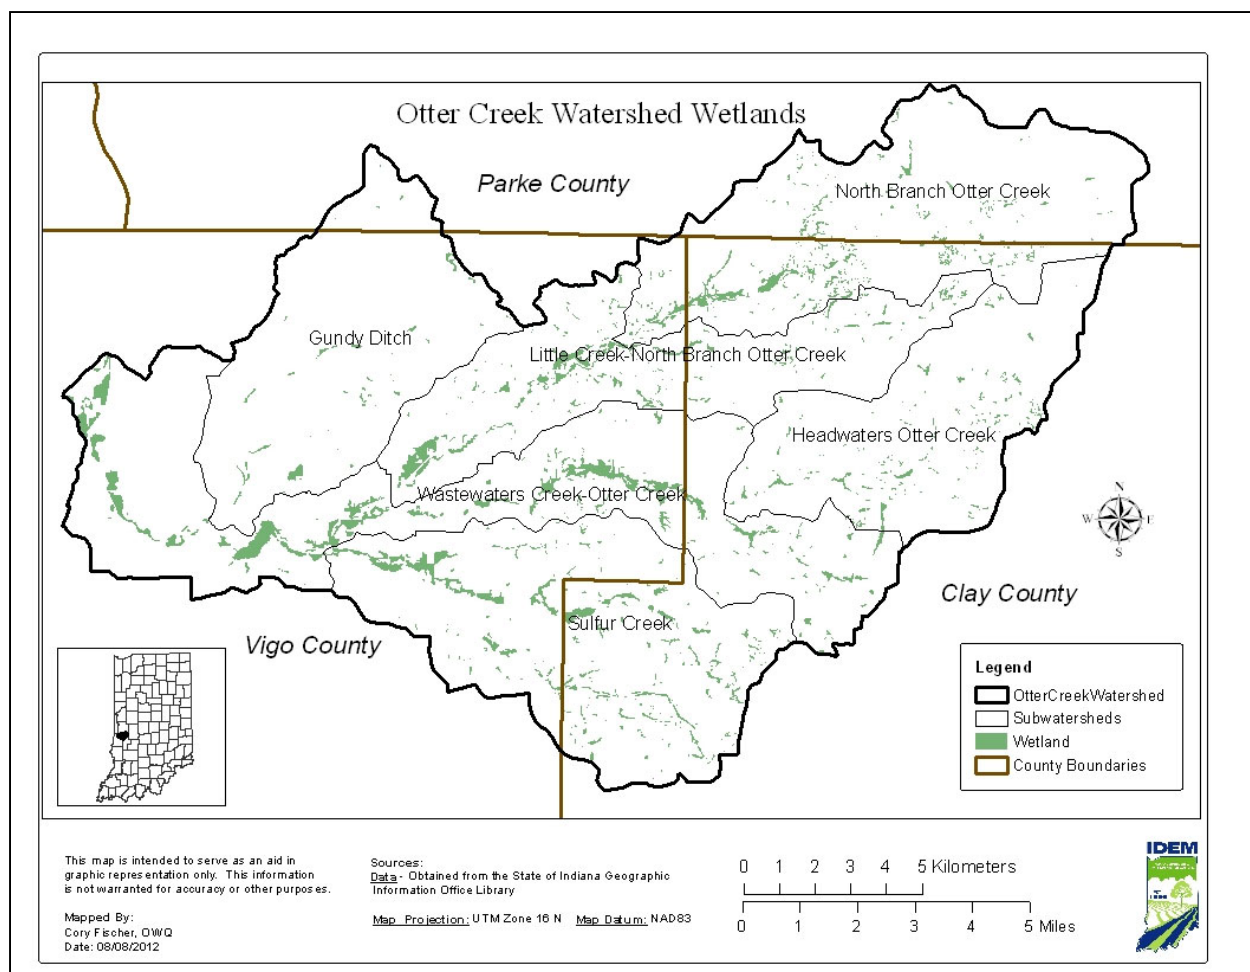 Otter Creek Watershed Wetlands
Parke County
North Branch Otter Creek
Gundy Ditch
Little Creek-North Branch Otter Creek
Headwaters Otter Creek
Wastewaters Creek-Otter Creek
N
W E
S
Clay County
Sulfur Creek
Vigo County
Legend
OtterCreekWatershed
Subwatersheds
Wetland
County Boundaries
This map is intended to serve as an aid in
graphic representation only. This information
is not warranted for accuracy or other purposes.
Mapped By:
Cory Fischer, OWQ
Date: 08/08/2012
Sources:
Data - Obtained from the State of Indiana Geographic
Information Office Library
Map Projection: UTM Zone 16 N Map Datum: NAD83
0 1 2 3 4 5 Kilometers
0 1 2 3 4 5 Miles
IDEM